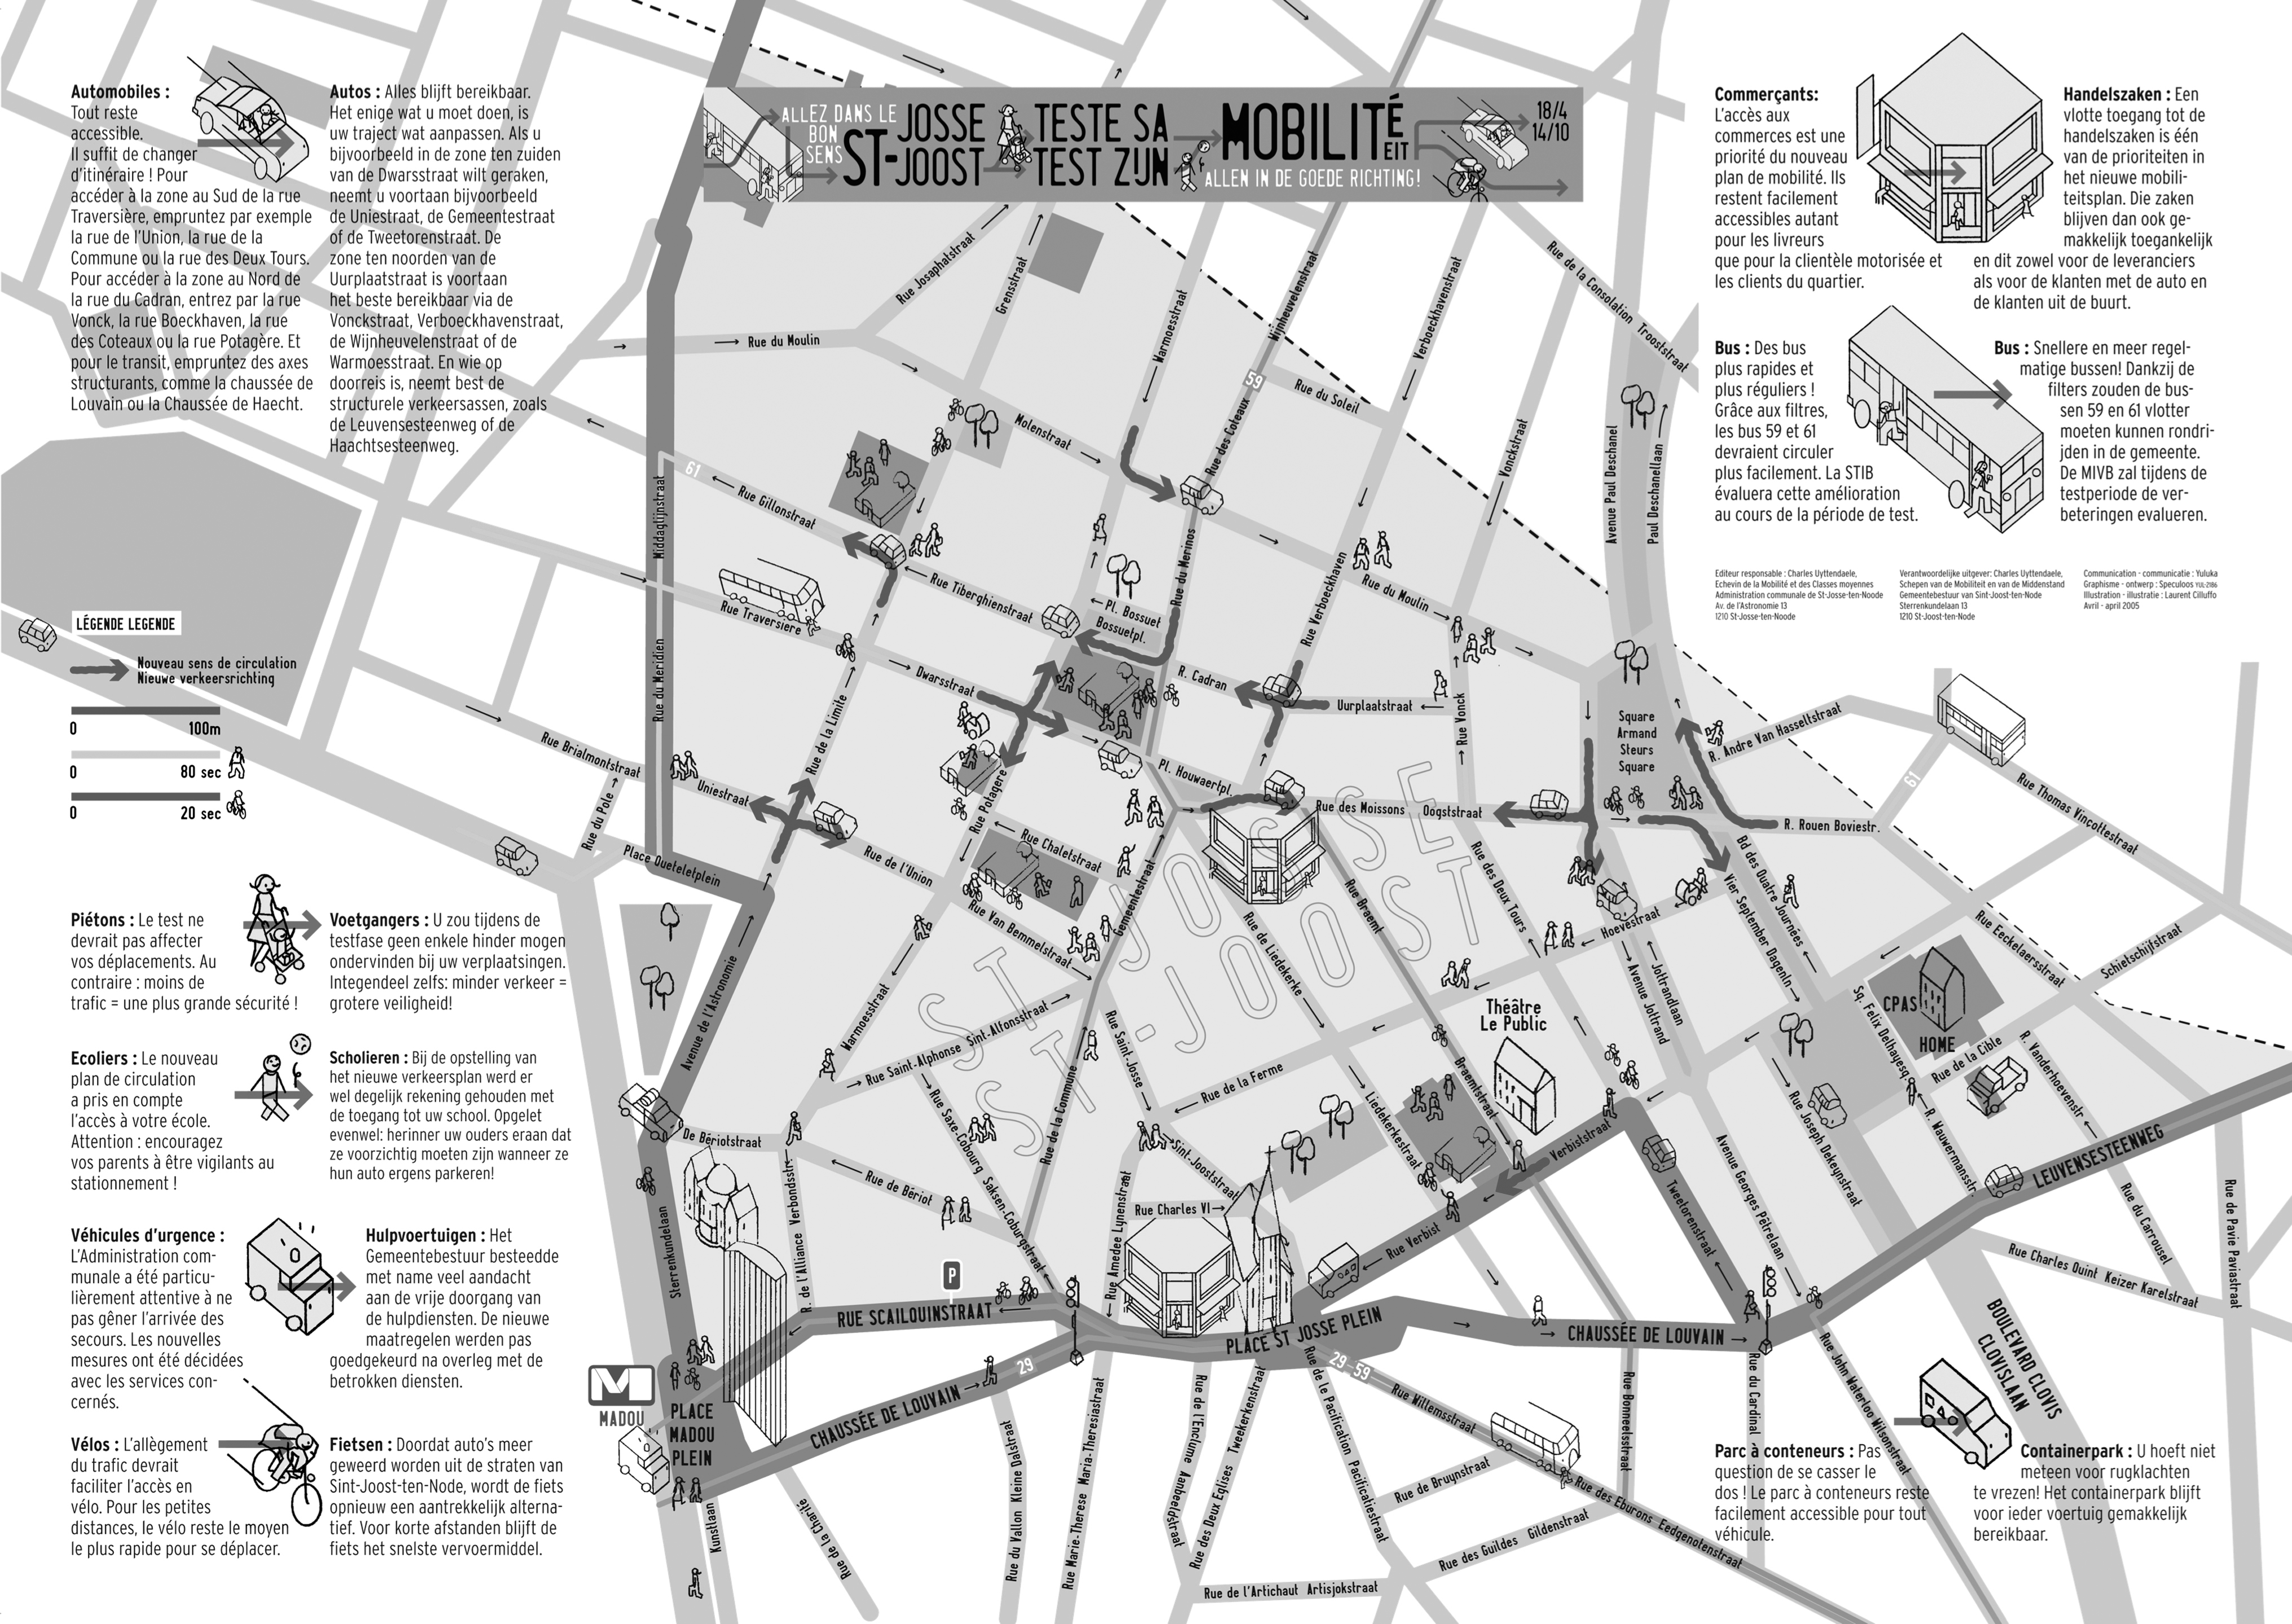 ALLEZ DANS LE
BON
SENS
ST-JOSSE
ST-JOOST
TESTE SA
TEST ZIJN
MOBILITÉ
EIT
ALLEN IN DE GOEDE RICHTING!
18/4
14/10
Automobiles :
Tout reste
accessible.
Il suffit de changer
d'itinéraire ! Pour
accéder à la zone au Sud de la rue
Traversière, empruntez par exemple
la rue de l'Union, la rue de la
Commune ou la rue des Deux Tours.
Pour accéder à la zone au Nord de
la rue du Cadran, entrez par la rue
Vonck, la rue Boeckhaven, la rue
des Coteaux ou la rue Potagère. Et
pour le transit, empruntez des axes
structurants, comme la chaussée de
Louvain ou la Chaussée de Haecht.
Autos : Alles blijft bereikbaar.
Het enige wat u moet doen, is
uw traject wat aanpassen. Als u
bijvoorbeeld in de zone ten zuiden
van de Dwarsstraat wilt geraken,
neemt u voortaan bijvoorbeeld
de Uniestraat, de Gemeentestraat
of de Tweetorenstraat. De
zone ten noorden van de
Uurplaatstraat is voortaan
het beste bereikbaar via de
Vonckstraat, Verboeckhavenstraat,
de Wijnheuvelenstraat of de
Warmoesstraat. En wie op
doorreis is, neemt best de
structurele verkeersassen, zoals
de Leuvensesteenweg of de
Haachtsesteenweg.
LÉGENDE LEGENDE
Nouveau sens de circulation
Nieuwe verkeersrichting
0 100m
0 80 sec
0 20 sec
Piétons : Le test ne
devrait pas affecter
vos déplacements. Au
contraire : moins de
trafic = une plus grande sécurité !
Voetgangers : U zou tijdens de
testfase geen enkele hinder mogen
ondervinden bij uw verplaatsingen.
Integendeel zelfs: minder verkeer =
grotere veiligheid!
Ecoliers : Le nouveau
plan de circulation
a pris en compte
l'accès à votre école.
Attention : encouragez
vos parents à être vigilants au
stationnement !
Scholieren : Bij de opstelling van
het nieuwe verkeersplan werd er
wel degelijk rekening gehouden met
de toegang tot uw school. Opgelet
evenwel: herinner uw ouders eraan dat
ze voorzichtig moeten zijn wanneer ze
hun auto ergens parkeren!
Véhicules d'urgence :
L'Administration com-
munale a été particu-
lièrement attentive à ne
pas gêner l'arrivée des
secours. Les nouvelles
mesures ont été décidées
avec les services con-
cernés.
Hulpvoertuigen : Het
Gemeentebestuur besteedde
met name veel aandacht
aan de vrije doorgang van
de hulpdiensten. De nieuwe
maatregelen werden pas
goedgekeurd na overleg met de
betrokken diensten.
Vélos : L'allègement
du trafic devrait
faciliter l'accès en
vélo. Pour les petites
distances, le vélo reste le moyen
le plus rapide pour se déplacer.
Fietsen : Doordat auto's meer
geweerd worden uit de straten van
Sint-Joost-ten-Node, wordt de fiets
opnieuw een aantrekkelijk alterna-
tief. Voor korte afstanden blijft de
fiets het snelste vervoermiddel.
Commerçants:
L'accès aux
commerces est une
priorité du nouveau
plan de mobilité. Ils
restent facilement
accessibles autant
pour les livreurs
que pour la clientèle motorisée et
les clients du quartier.
Handelszaken : Een
vlotte toegang tot de
handelszaken is één
van de prioriteiten in
het nieuwe mobili-
teitsplan. Die zaken
blijven dan ook ge-
makkelijk toegankelijk
en dit zowel voor de leveranciers
als voor de klanten met de auto en
de klanten uit de buurt.
Bus : Des bus
plus rapides et
plus réguliers !
Grâce aux filtres,
les bus 59 et 61
devraient circuler
plus facilement. La STIB
évaluera cette amélioration
au cours de la période de test.
Bus : Snellere en meer regel-
matige bussen! Dankzij de
filters zouden de bus-
sen 59 en 61 vlotter
moeten kunnen rondri-
jden in de gemeente.
De MIVB zal tijdens de
testperiode de ver-
beteringen evalueren.
Editeur responsable : Charles Uyttendaele,
Echevin de la Mobilité et des Classes moyennes
Administration communale de St-Josse-ten-Noode
Av. de l'Astronomie 13
1210 St-Josse-ten-Noode
Verantwoordelijke uitgever: Charles Uyttendaele,
Schepen van de Mobiliteit en van de Middenstand
Gemeentebestuur van Sint-Joost-ten-Node
Sterrenkundelaan 13
1210 St-Joost-ten-Node
Communication - communicatie : Yuluka
Graphisme - ontwerp : Speculoos YUL-2186
Illustration - illustratie : Laurent Cilluffo
Avril - april 2005
Parc à conteneurs : Pas
question de se casser le
dos ! Le parc à conteneurs reste
facilement accessible pour tout
véhicule.
Containerpark : U hoeft niet
meteen voor rugklachten
te vrezen! Het containerpark blijft
voor ieder voertuig gemakkelijk
bereikbaar.
Rue Josaphatstraat
Grensstraat
Rue du Moulin
Warmoesstraat
Wijnheuvelenstraat
Verboeckhavenstraat
Rue de la Consolation Trooststraat
59
Rue du Soleil
Molenstraat
Rue des Coteaux
Vonckstraat
Avenue Paul Deschanel
Paul Deschanellaan
61
Rue Gillonstraat
Middaglijnstraat
Rue Tiberghienstraat
Rue du Merinos
Pl. Bossuet
Bossuetpl.
Rue Verboeckhaven
Rue du Moulin
Rue Traversiere
Dwarsstraat
R. Cadran
Uurplaatstraat
Rue Vonck
Rue du Meridien
Rue de la Limite
Square
Armand
Steurs
Square
R. Andre Van Hasseltstraat
61
Rue Thomas Vincottestraat
Rue Brialmontstraat
Uniestraat
Rue du Pole
Place Queteletplein
Rue de l'Union
Rue Potagere
Rue Chaletstraat
Pl. Houwaertpl.
Rue des Moissons Oogststraat
R. Rouen Boviestr.
Rue des Deux Tours
Bd des Quatre Journées
Vier September Dagenln
Rue Van Bemmelstraat
Gemeentestraat
Rue Braemt
Rue de Liedekerke
Hoevestraat
Avenue Jottrand
Jottrandlaan
Rue Eeckelaersstraat
Schietschijfstraat
ST JOSSE
ST-JOOST
Avenue de l'Astronomie
Warmoesstraat
Rue Saint-Alphonse Sint-Alfonsstraat
Rue Saint-Josse
Théâtre
Le Public
Sq. Felix Delhayesq.
CPAS
HOME
R. Vanderhoevenstr.
Rue de la Cible
Rue de la Ferme
Rue de la Commune
Rue Saxe-Cobourg Saksen-Coburgstraat
Liedekerkestraat
Braemtstraat
Rue Joseph Dekeynstraat
R. Wauwermansstr.
De Bériotstraat
Rue de Bériot
Sint-Jooststraat
Verbiststraat
Rue Verbist
Tweetorenstraat
Avenue Georges Pètrelaan
LEUVENSESTEENWEG
Rue du Carrousel
Rue de Pavie Paviastraat
Rue Charles Quint Keizer Karelstraat
Sterrenkundelaan
R. de l'Alliance Verbondsstr.
Rue Amedee Lynenstraat
Rue Charles VI
P
RUE SCAILQUINSTRAAT
PLACE ST JOSSE PLEIN
CHAUSSÉE DE LOUVAIN
M
MADOU
PLACE
MADOU
PLEIN
CHAUSSÉE DE LOUVAIN
29
29-59
BOULEVARD CLOVIS
CLOVISLAAN
Kunstlaan
Rue de la Charité
Rue du Vallon Kleine Dalstraat
Rue Marie-Therese Maria-Theresiastraat
Rue de l'Enclume Aambeeldstraat
Rue des Deux Eglises Tweekerkenstraat
Rue de le Pacification Pacificatiestraat
Rue Willemsstraat
Rue de Bruynstraat
Rue Bonneelsstraat
Rue du Cardinal
Rue John Waterloo Wilsonstraat
Rue des Eburons Eedgenotenstraat
Rue des Guildes Gildenstraat
Rue de l'Artichaut Artisjokstraat